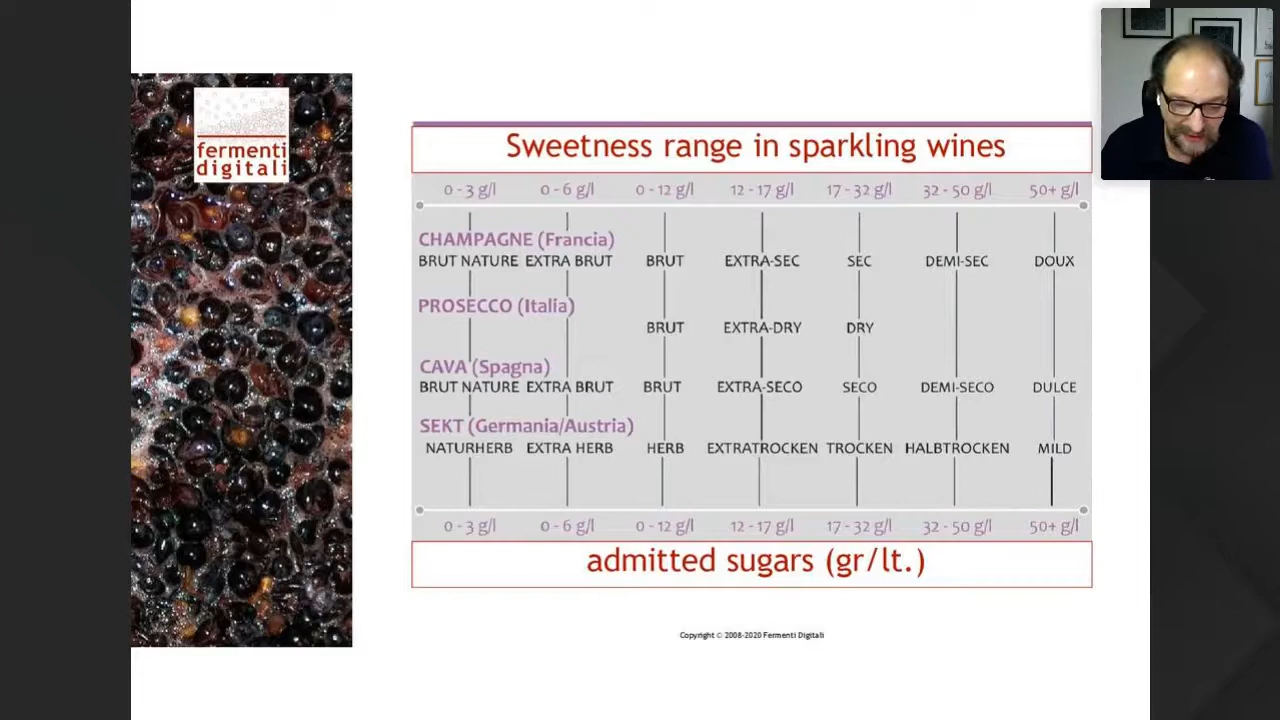 fermenti
digitali
Sweetness range in sparkling wines
0 - 3 g/l 0 - 6 g/l 0 - 12 g/l 12 - 17 g/l 17 - 32 g/l 32 - 50 g/l 50+ g/l
CHAMPAGNE (Francia)
BRUT NATURE EXTRA BRUT BRUT EXTRA-SEC SEC DEMI-SEC DOUX
PROSECCO (Italia)
BRUT EXTRA-DRY DRY
CAVA (Spagna)
BRUT NATURE EXTRA BRUT BRUT EXTRA-SECO SECO DEMI-SECO DULCE
SEKT (Germania/Austria)
NATURHERB EXTRA HERB HERB EXTRATROCKEN TROCKEN HALBTROCKEN MILD
0 - 3 g/l 0 - 6 g/l 0 - 12 g/l 12 - 17 g/l 17 - 32 g/l 32 - 50 g/l 50+ g/l
admitted sugars (gr/lt.)
Copyright © 2008-2020 Fermenti Digitali